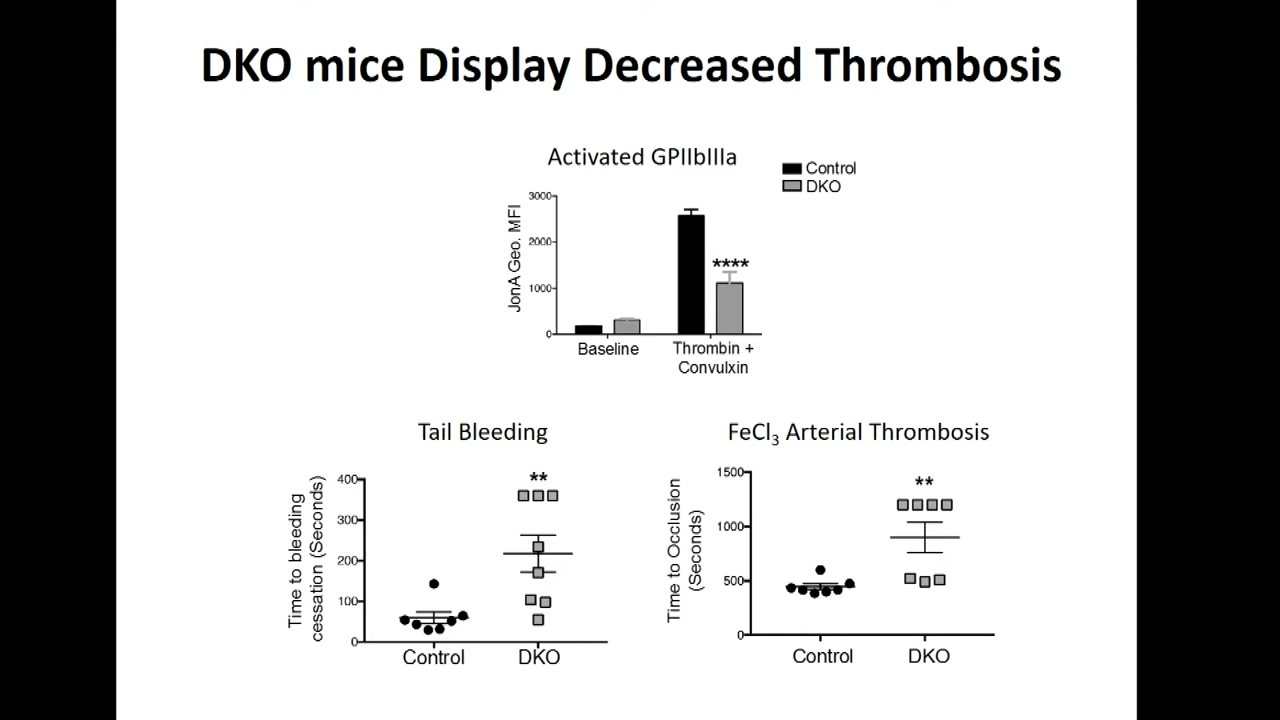 DKO mice Display Decreased Thrombosis
Activated GPIIbIIIa
Control
DKO
JonA Geo. MFI
3000
2000
1000
0
****
Baseline
Thrombin +
Convulxin
Tail Bleeding
Time to bleeding
cessation (Seconds)
400
300
200
100
0
**
Control
DKO
FeCl3 Arterial Thrombosis
Time to Occlusion
(Seconds)
1500
1000
500
0
**
Control
DKO